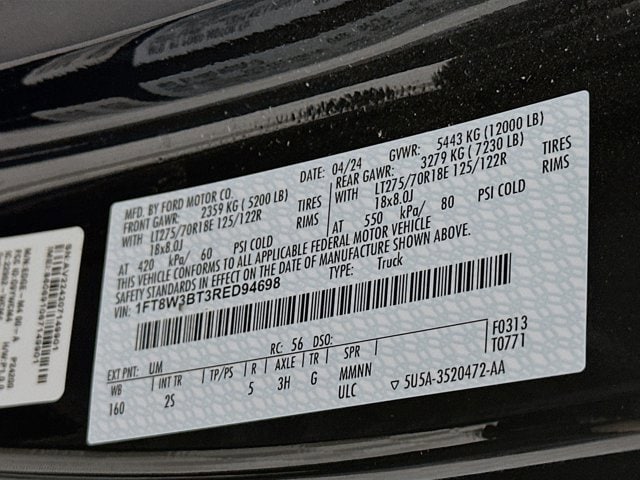 MFD. BY FORD MOTOR CO.
DATE: 04/24
GVWR: 5443 KG (12000 LB)
FRONT GAWR: 2359 KG (5200 LB)
REAR GAWR: 3279 KG (7230 LB)
WITH LT275/70R18E 125/122R TIRES
WITH LT275/70R18E 125/122R TIRES
18x8.0J RIMS
18x8.0J RIMS
AT 420 kPa/ 60 PSI COLD
AT 550 kPa/ 80 PSI COLD
THIS VEHICLE CONFORMS TO ALL APPLICABLE FEDERAL MOTOR VEHICLE
SAFETY STANDARDS IN EFFECT ON THE DATE OF MANUFACTURE SHOWN ABOVE.
VIN: 1FT8W3BT3RED94698
TYPE: Truck
F0313
T0771
EXT PNT: UM RC: 56 DSO:
WB INT TR TP/PS R AXLE TR SPR
160 2S 5 3H G MMNN
ULC
5U5A-3520472-AA